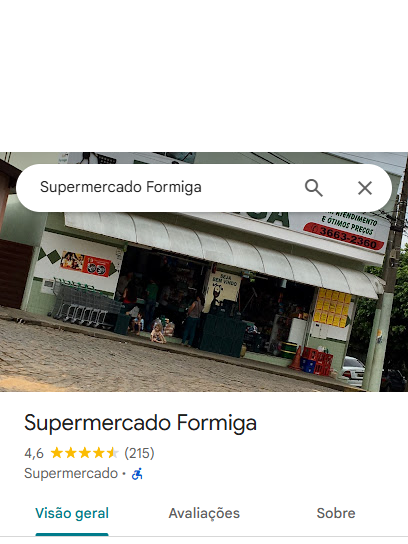 Supermercado Formiga
ATENDIMENTO
E ÓTIMOS PREÇOS
3663-2360
SEJA
BEM VINDO
Supermercado Formiga
4,6 (215)
Supermercado ·
Visão geral
Avaliações
Sobre